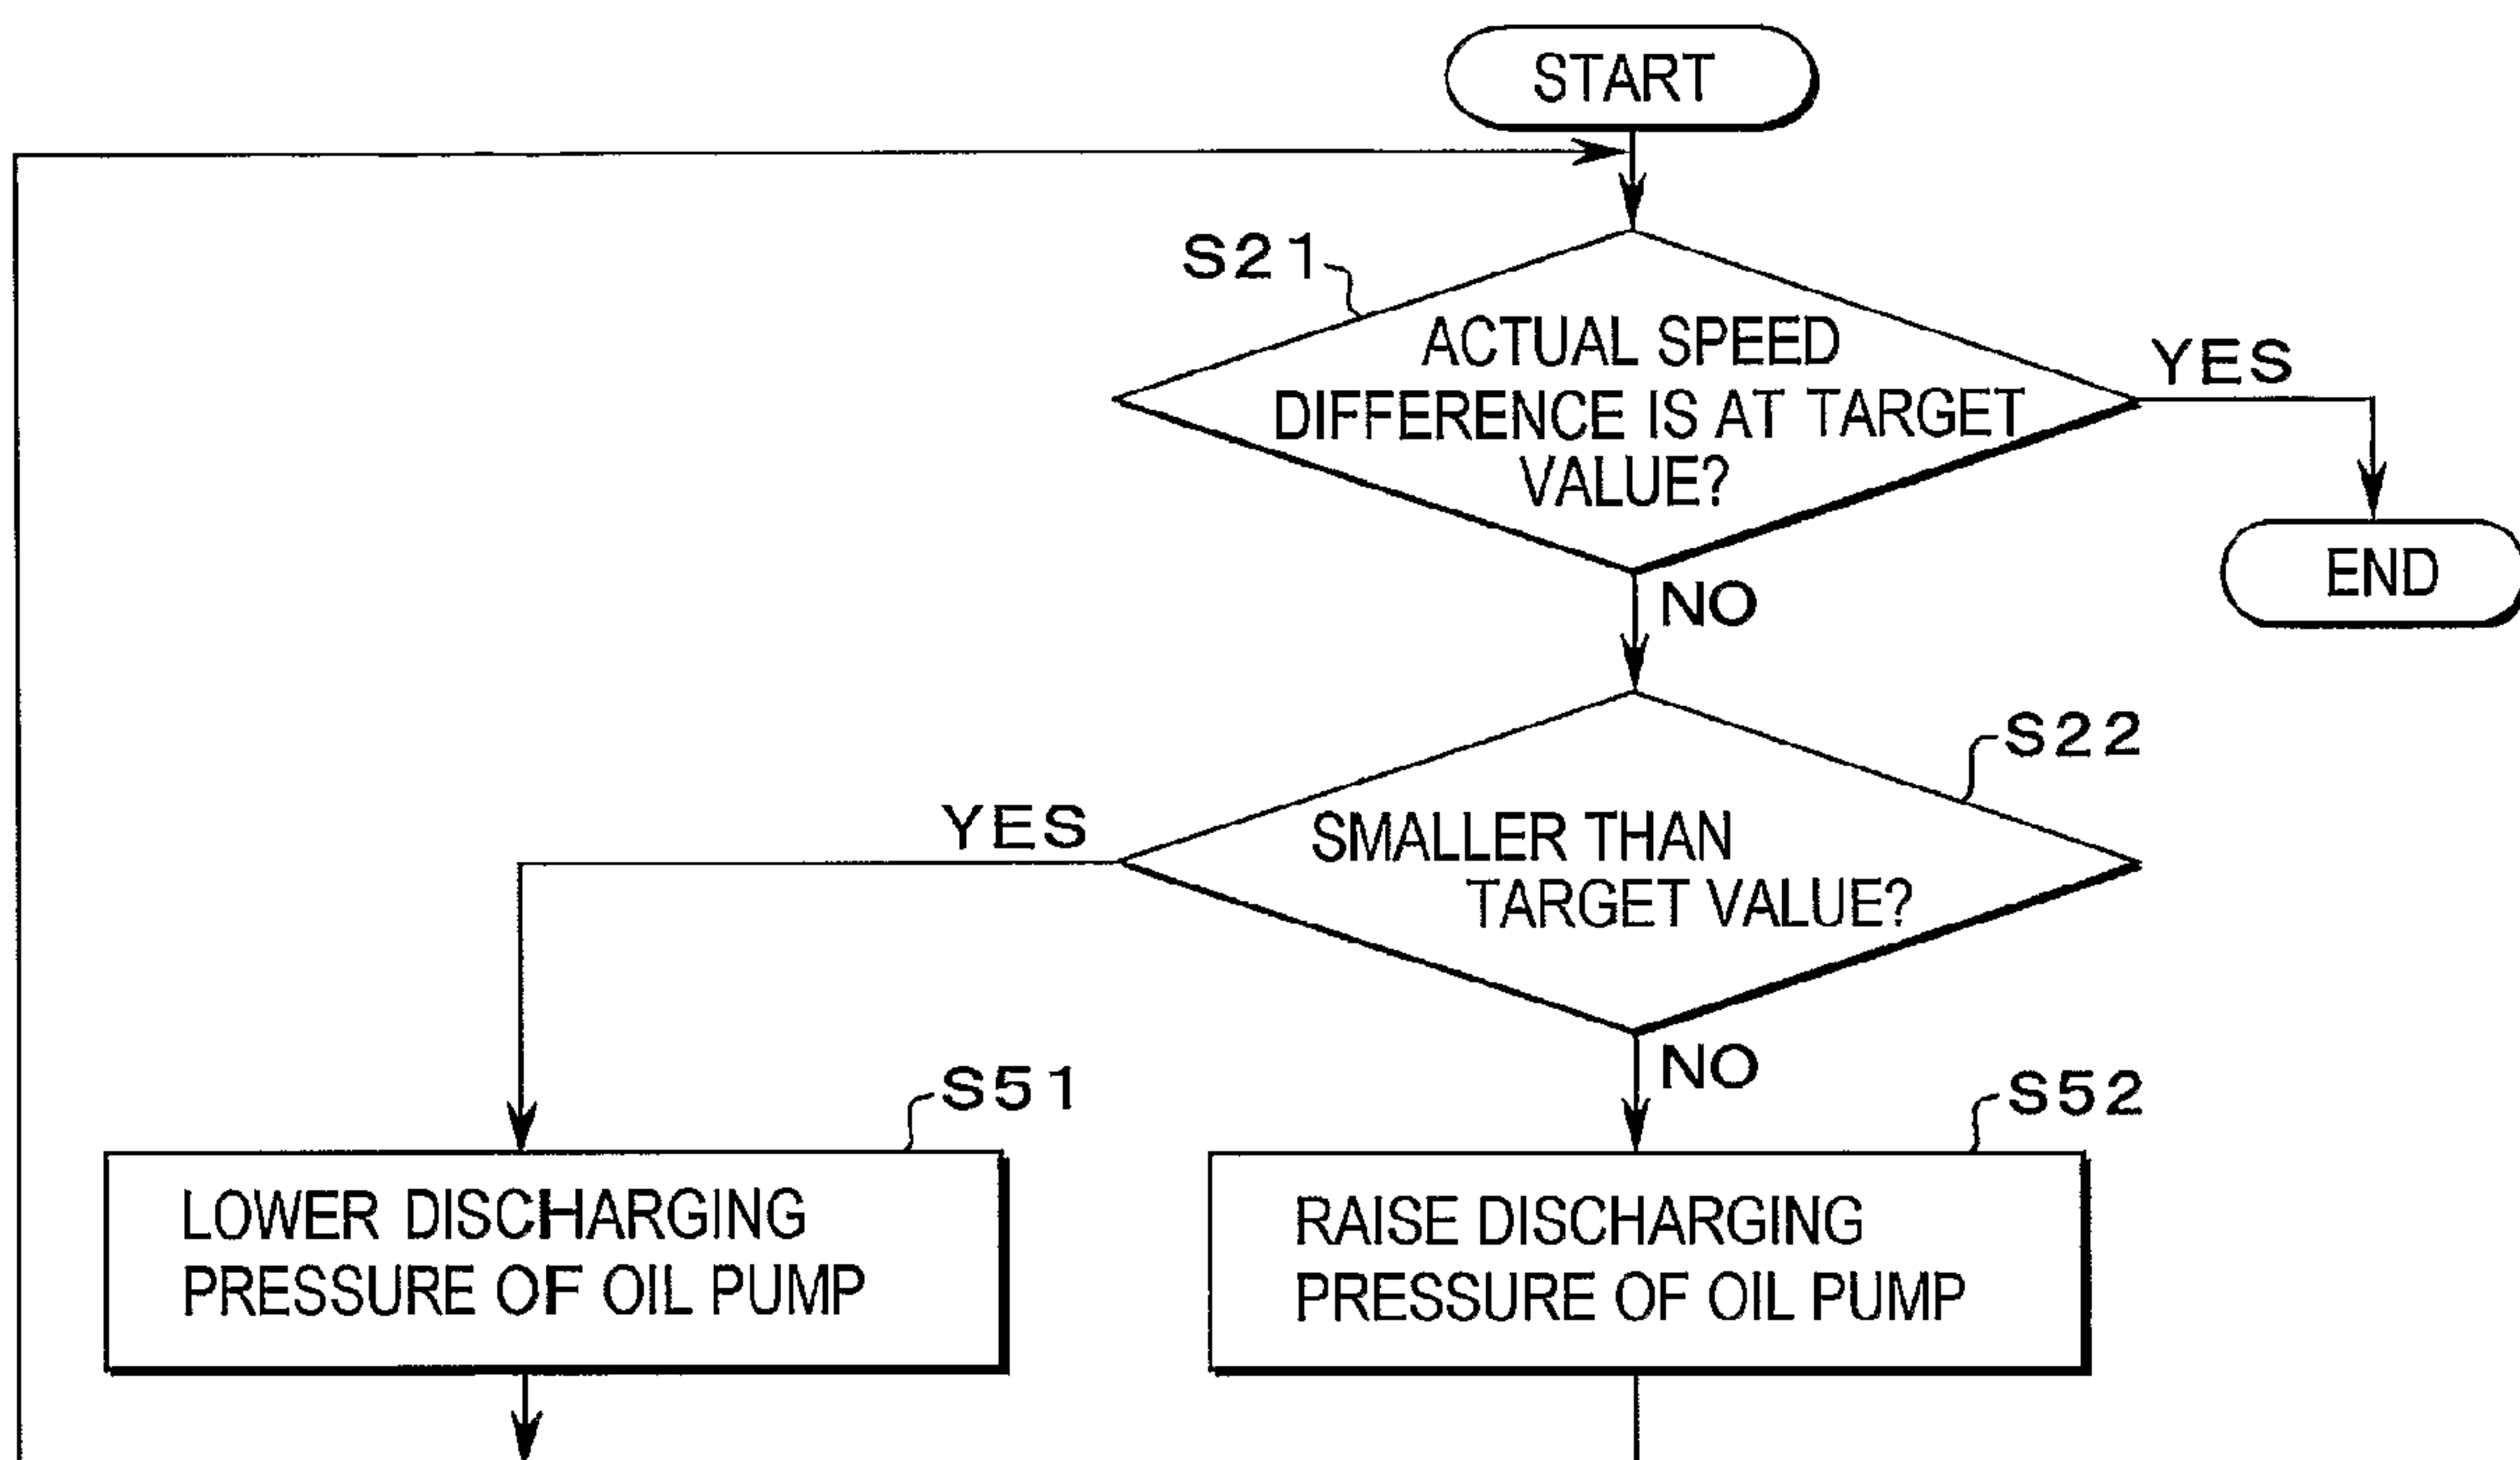 START
S21
ACTUAL SPEED
DIFFERENCE IS AT TARGET
VALUE?
YES
END
NO
S22
SMALLER THAN
TARGET VALUE?
YES
NO
S51
LOWER DISCHARGING
PRESSURE OF OIL PUMP
S52
RAISE DISCHARGING
PRESSURE OF OIL PUMP